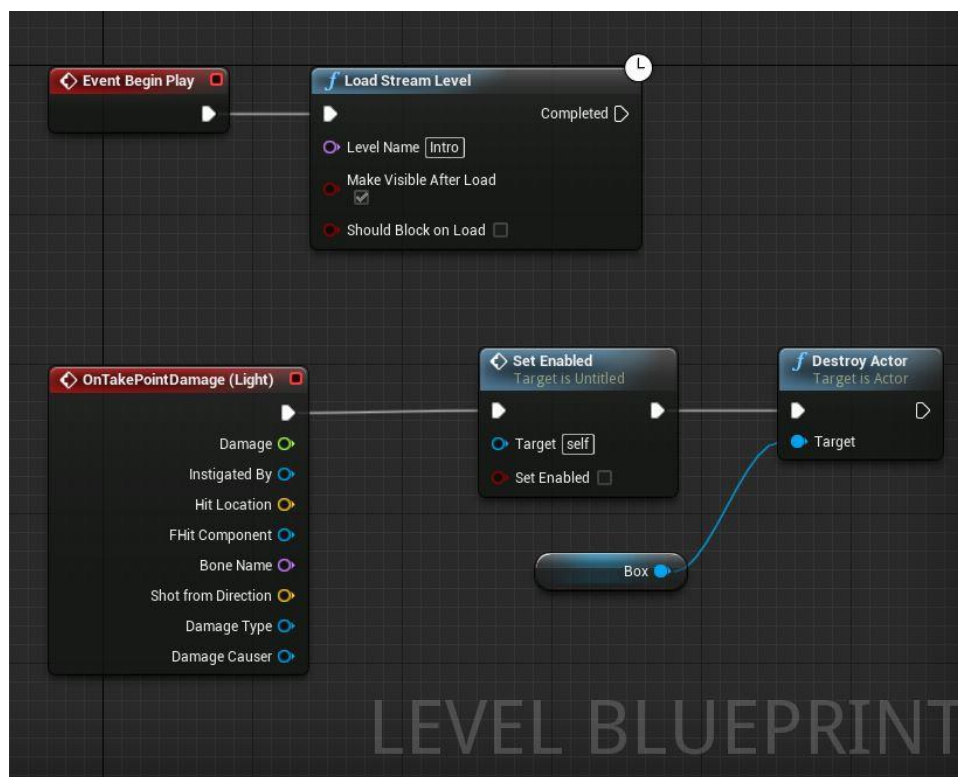 Event Begin Play
Load Stream Level
Completed
Level Name Intro
Make Visible After Load
Should Block on Load
OnTakePointDamage (Light)
Damage
Instigated By
Hit Location
FHit Component
Bone Name
Shot from Direction
Damage Type
Damage Causer
Set Enabled
Target is Untitled
Target self
Set Enabled
Destroy Actor
Target is Actor
Target
Box
LEVEL BLUEPRINT